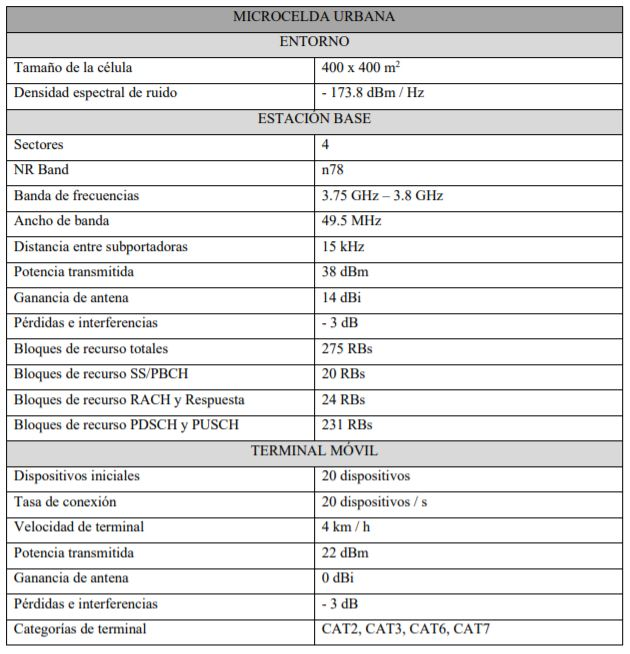 MICROCELDA URBANA
ENTORNO
Tamaño de la célula 400 x 400 m²
Densidad espectral de ruido - 173.8 dBm / Hz
ESTACIÓN BASE
Sectores 4
NR Band n78
Banda de frecuencias 3.75 GHz – 3.8 GHz
Ancho de banda 49.5 MHz
Distancia entre subportadoras 15 kHz
Potencia transmitida 38 dBm
Ganancia de antena 14 dBi
Pérdidas e interferencias - 3 dB
Bloques de recurso totales 275 RBs
Bloques de recurso SS/PBCH 20 RBs
Bloques de recurso RACH y Respuesta 24 RBs
Bloques de recurso PDSCH y PUSCH 231 RBs
TERMINAL MÓVIL
Dispositivos iniciales 20 dispositivos
Tasa de conexión 20 dispositivos / s
Velocidad de terminal 4 km / h
Potencia transmitida 22 dBm
Ganancia de antena 0 dBi
Pérdidas e interferencias - 3 dB
Categorías de terminal CAT2, CAT3, CAT6, CAT7